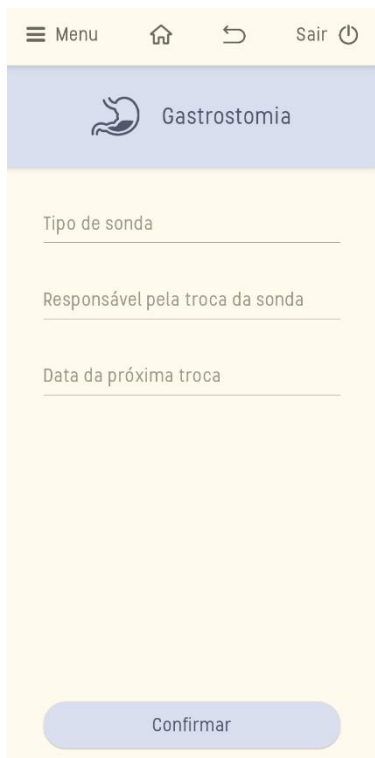 Menu Sair
Gastrostomia
Tipo de sonda
Responsável pela troca da sonda
Data da próxima troca
Confirmar